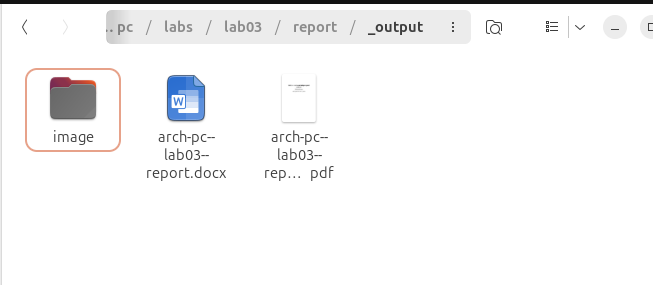 … pc / labs / lab03 / report / _output
image
arch-pc--
lab03--
report.docx
arch-pc--
lab03--
rep… pdf
W